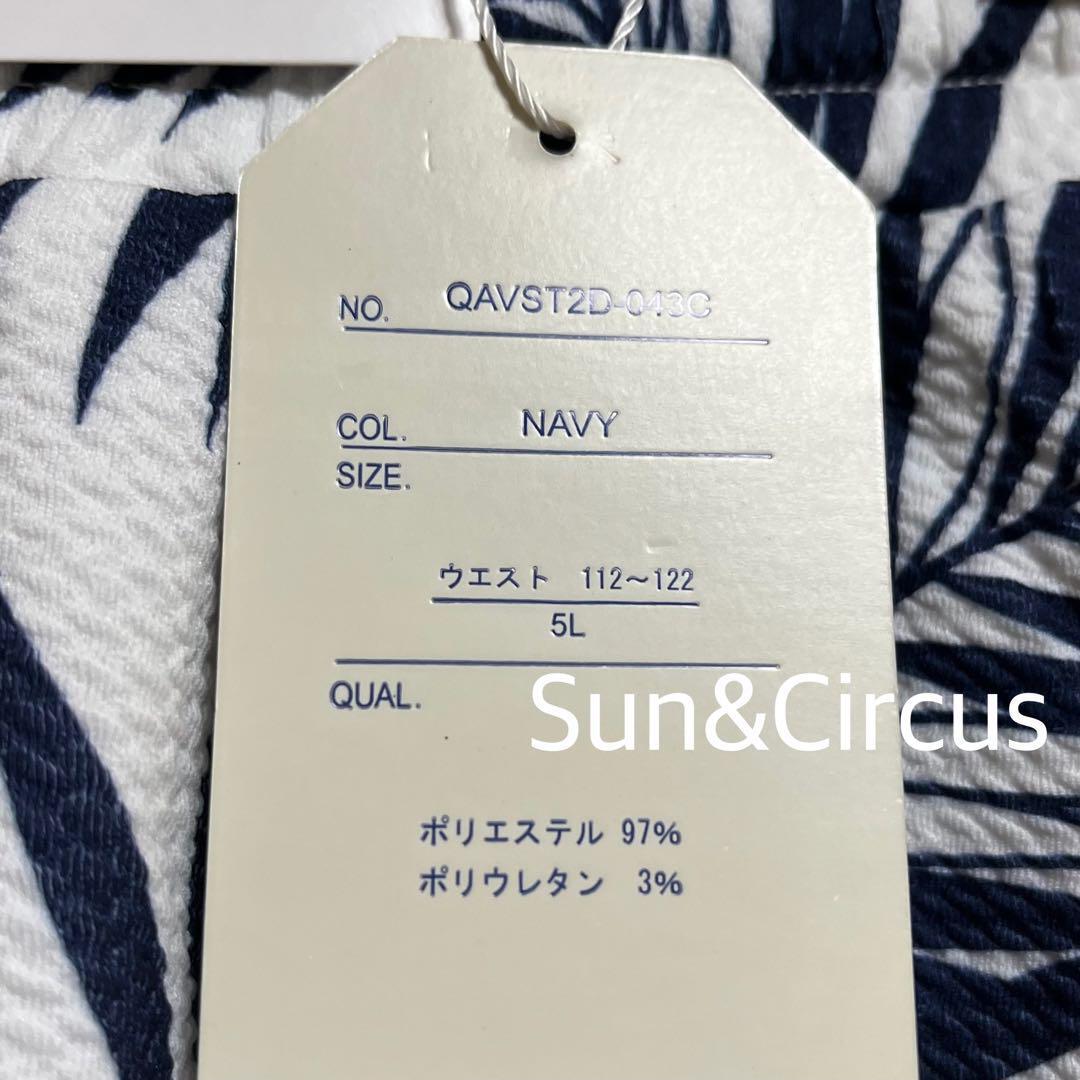 NO. QAVST2D-043C
COL. NAVY
SIZE.
ウエスト 112～122
5L
QUAL.
Sun&Circus
ポリエステル 97%
ポリウレタン 3%